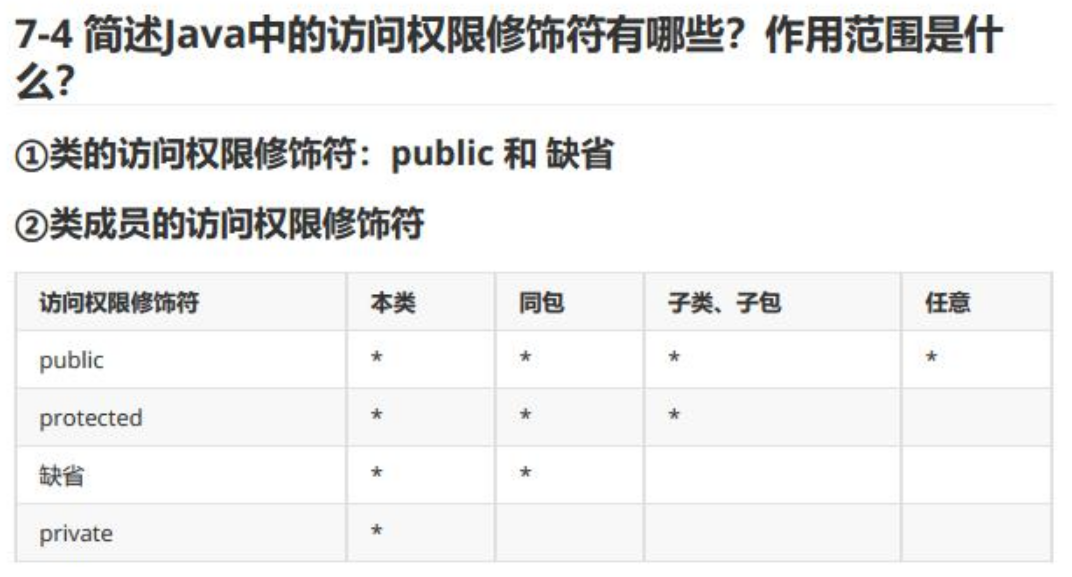 7-4 简述Java中的访问权限修饰符有哪些？作用范围是什
么？
①类的访问权限修饰符：public 和 缺省
②类成员的访问权限修饰符
访问权限修饰符 本类 同包 子类、子包 任意
public * * * *
protected * * *
缺省 * *
private *